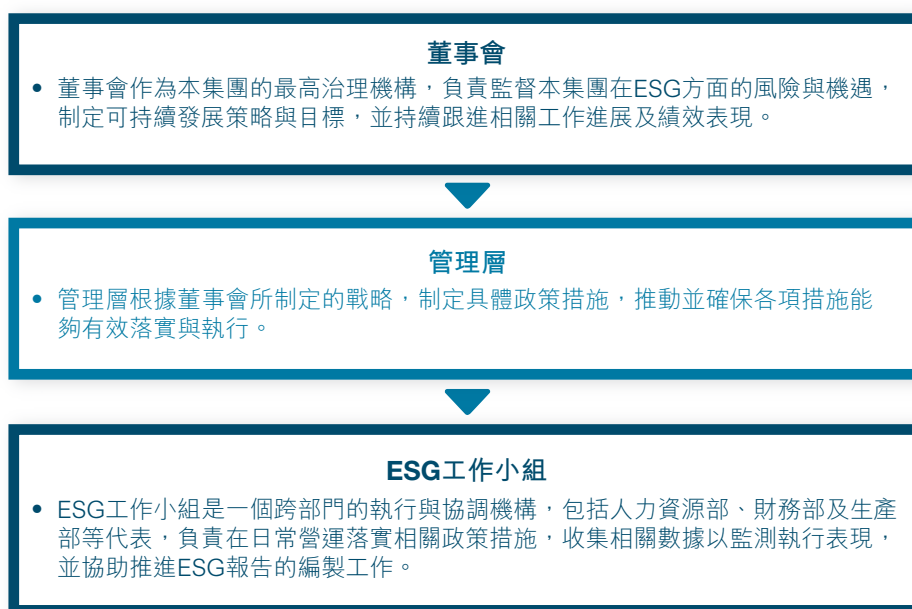 董事會
• 董事會作為本集團的最高治理機構，負責監督本集團在ESG方面的風險與機遇，
制定可持續發展策略與目標，並持續跟進相關工作進展及績效表現。
管理層
• 管理層根據董事會所制定的戰略，制定具體政策措施，推動並確保各項措施能
夠有效落實與執行。
ESG工作小組
• ESG工作小組是一個跨部門的執行與協調機構，包括人力資源部、財務部及生產
部等代表，負責在日常營運落實相關政策措施，收集相關數據以監測執行表現，
並協助推進ESG報告的編製工作。